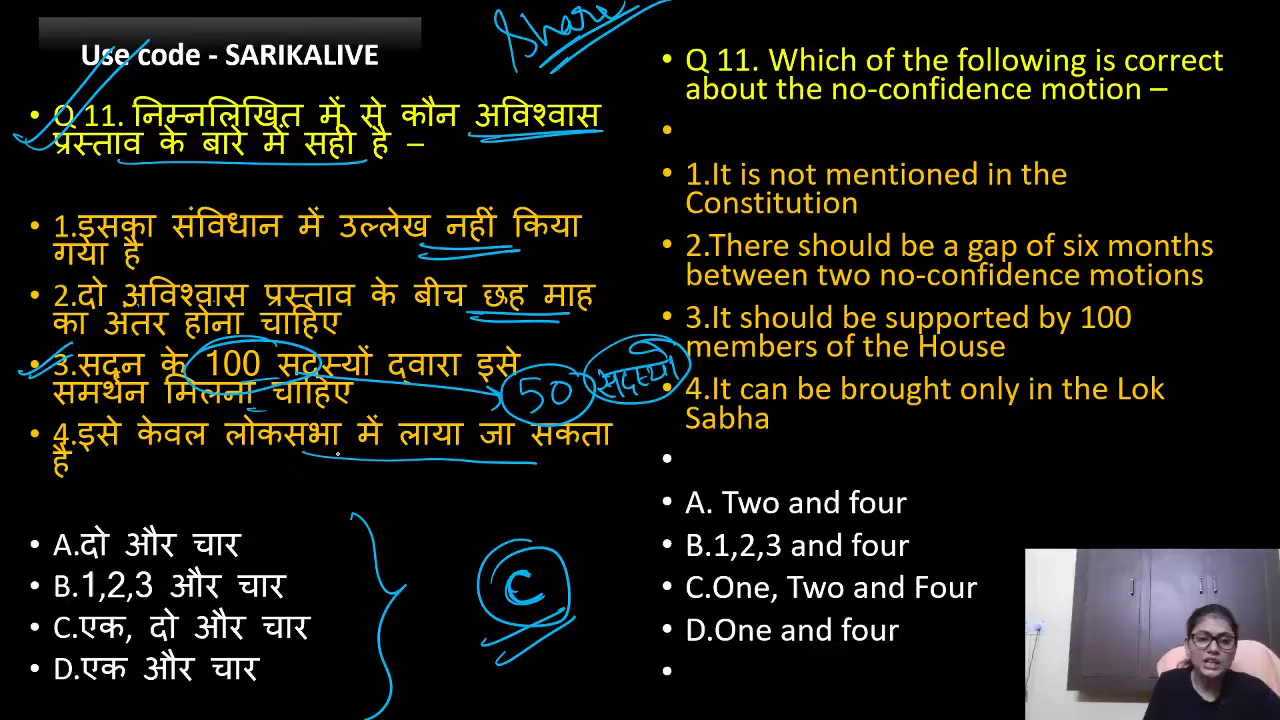 Share
Use code - SARIKALIVE
Q 11. निम्नलिखित में से कौन अविश्वास
प्रस्ताव के बारे में सही है –
1.इसका संविधान में उल्लेख नहीं किया
गया है
2.दो अविश्वास प्रस्ताव के बीच छह माह
का अंतर होना चाहिए
3.सदन के 100 सदस्यों द्वारा इसे
समर्थन मिलना चाहिए
50 सदस्यो
4.इसे केवल लोकसभा में लाया जा सकता
है
A.दो और चार
B.1,2,3 और चार
C.एक, दो और चार
D.एक और चार
C
Q 11. Which of the following is correct
about the no-confidence motion –
1.It is not mentioned in the
Constitution
2.There should be a gap of six months
between two no-confidence motions
3.It should be supported by 100
members of the House
4.It can be brought only in the Lok
Sabha
A. Two and four
B.1,2,3 and four
C.One, Two and Four
D.One and four